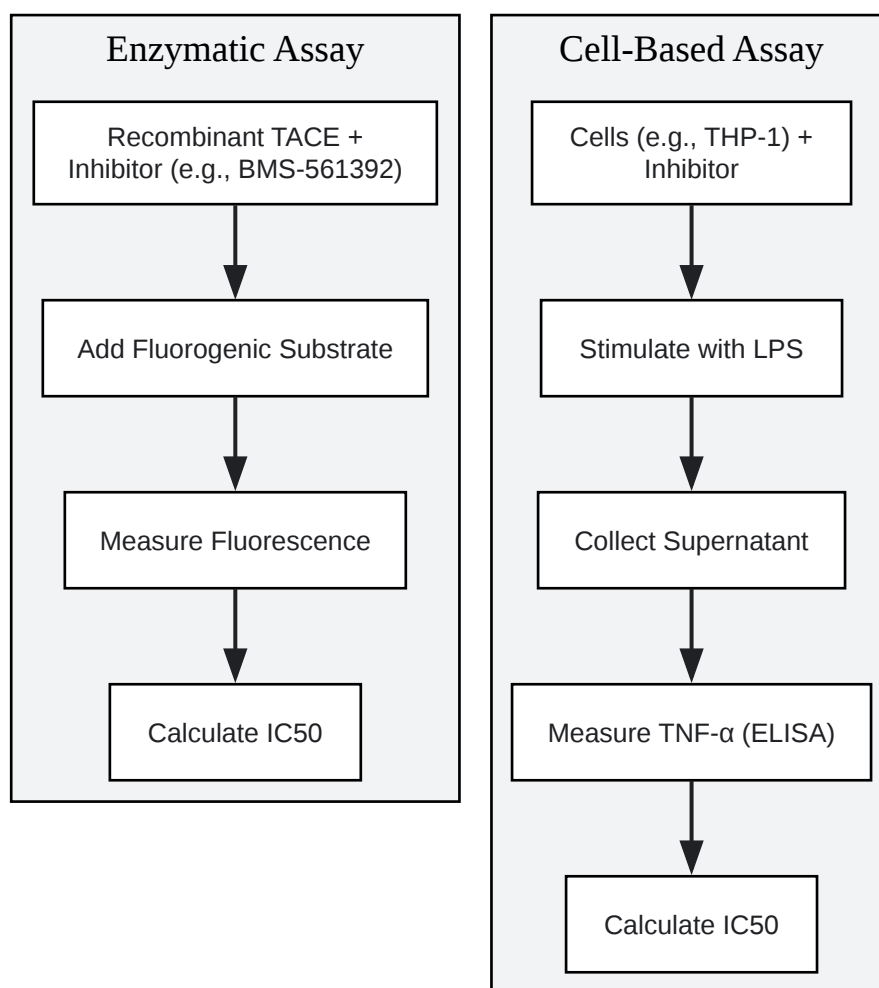 Enzymatic Assay
Recombinant TACE +
Inhibitor (e.g., BMS-561392)
Add Fluorogenic Substrate
Measure Fluorescence
Calculate IC50
Cell-Based Assay
Cells (e.g., THP-1) +
Inhibitor
Stimulate with LPS
Collect Supernatant
Measure TNF-α (ELISA)
Calculate IC50